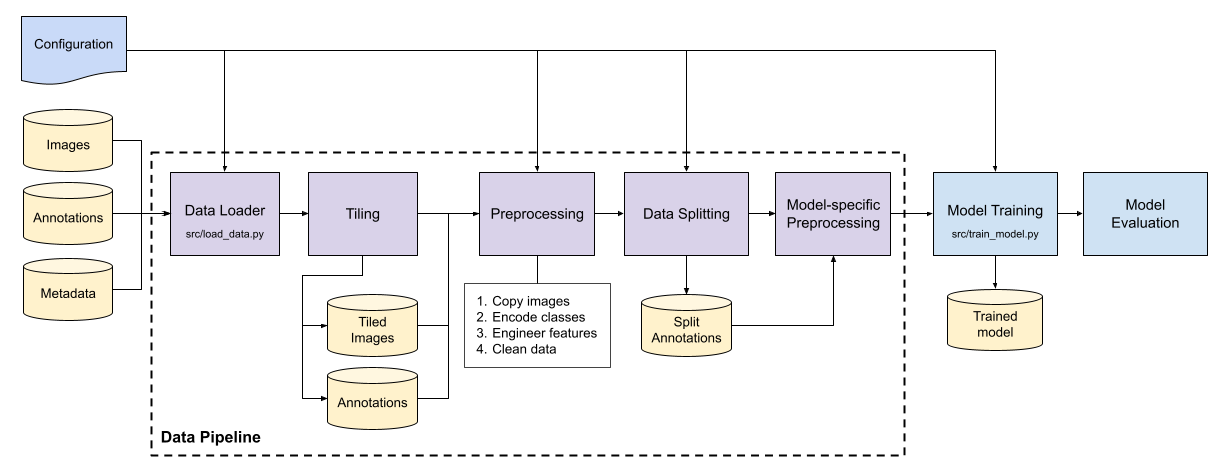 Configuration
Images
Annotations
Metadata
Data Loader
src/load_data.py
Tiling
Tiled
Images
Annotations
Preprocessing
1. Copy images
2. Encode classes
3. Engineer features
4. Clean data
Data Splitting
Split
Annotations
Model-specific
Preprocessing
Data Pipeline
Model Training
src/train_model.py
Trained
model
Model
Evaluation